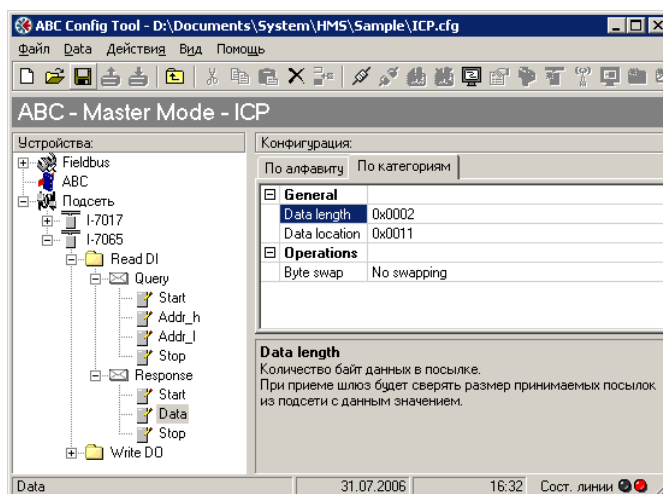 ABC Config Tool - D:\Documents\System\HMS\Sample\ICP.cfg
Файл Data Действия Вид Помощь
ABC - Master Mode - ICP
Устройства:
Fieldbus
ABC
Подсеть
I-7017
I-7065
Read DI
Query
Start
Addr_h
Addr_l
Stop
Response
Start
Data
Stop
Write DO
Конфигурация:
По алфавиту По категориям
General
Data length 0x0002
Data location 0x0011
Operations
Byte swap No swapping
Data length
Количество байт данных в посылке.
При приеме шлюз будет сверять размер принимаемых посылок
из подсети с данным значением.
Data 31.07.2006 16:32 Сост. линии